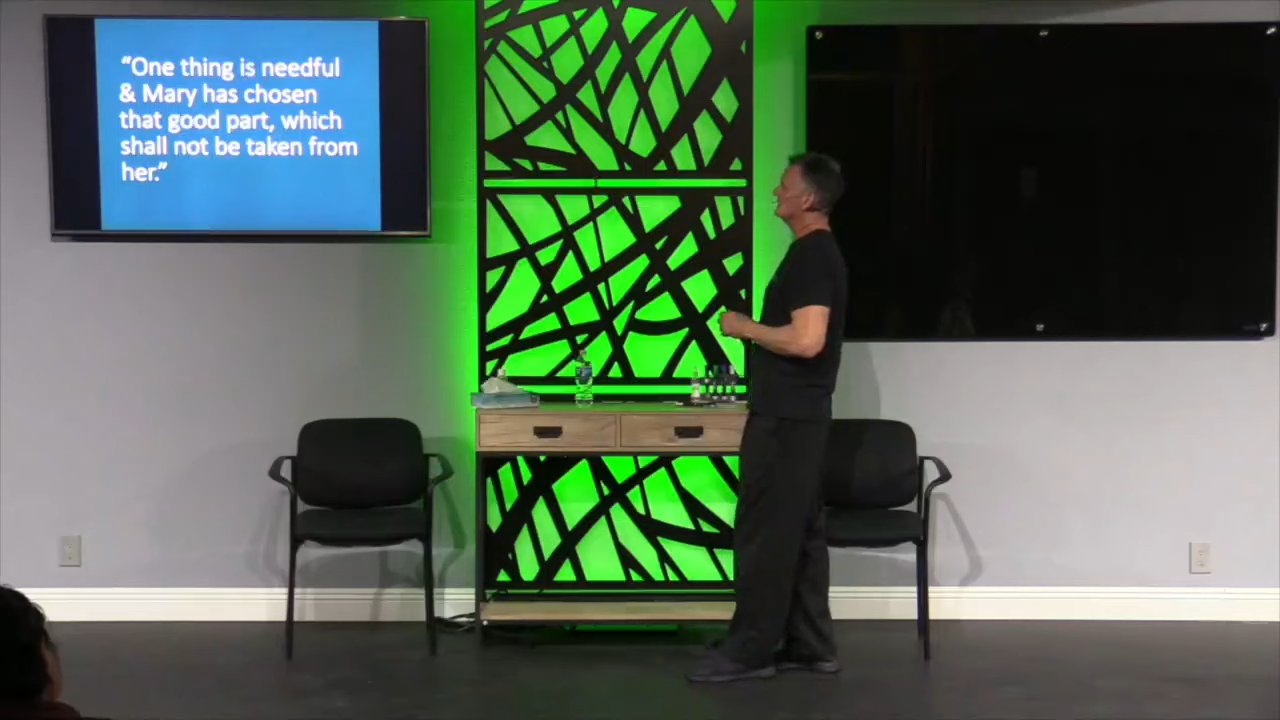 “One thing is needful
& Mary has chosen
that good part, which
shall not be taken from
her.”